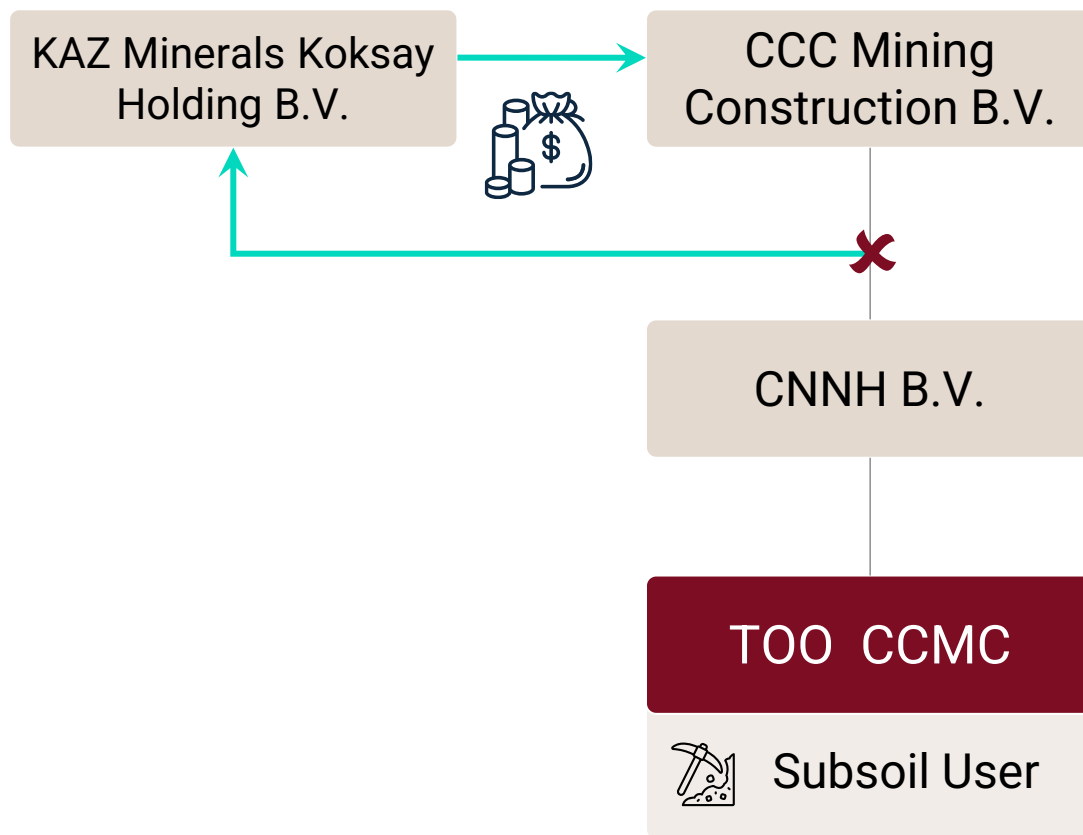 KAZ Minerals Koksay
Holding B.V.
CCC Mining
Construction B.V.
$
CNNH B.V.
TOO CCMC
Subsoil User